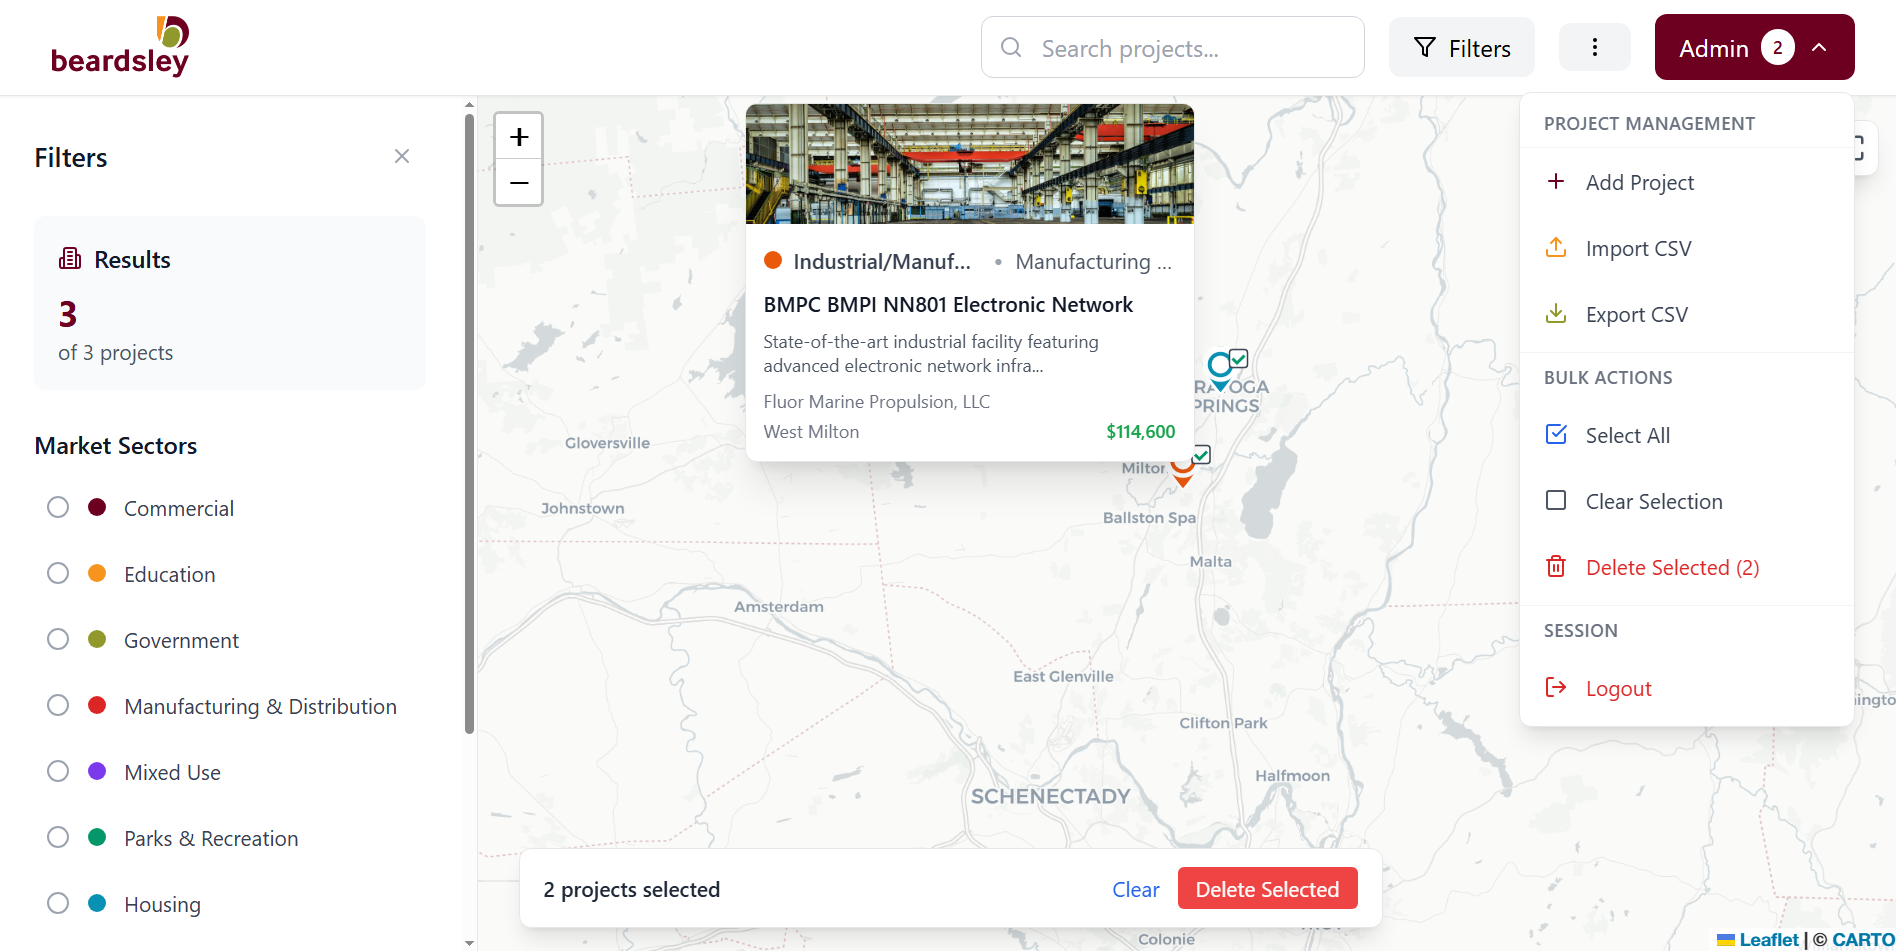 beardsley
Search projects...
Filters
Admin
2
Filters
Results
3
of 3 projects
Market Sectors
Commercial
Education
Government
Manufacturing & Distribution
Mixed Use
Parks & Recreation
Housing
+
−
Industrial/Manuf... • Manufacturing ...
BMPC BMPI NN801 Electronic Network
State-of-the-art industrial facility featuring
advanced electronic network infra...
Fluor Marine Propulsion, LLC
West Milton
$114,600
Gloversville
Johnstown
Ballston Spa
Malta
Amsterdam
East Glenville
Clifton Park
Halfmoon
SCHENECTADY
Colonie
2 projects selected
Clear
Delete Selected
PROJECT MANAGEMENT
Add Project
Import CSV
Export CSV
BULK ACTIONS
Select All
Clear Selection
Delete Selected (2)
SESSION
Logout
Leaflet | © CARTO